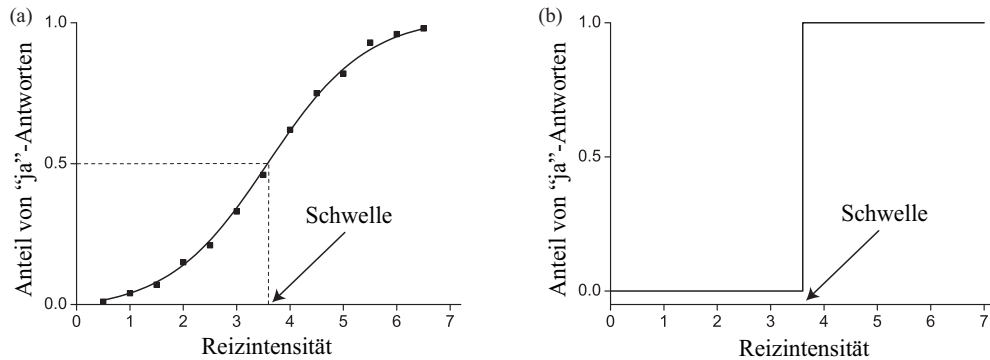 (a)
Anteil von “ja”-Antworten
1.0
0.5
0.0
Schwelle
0 1 2 3 4 5 6 7
Reizintensität
(b)
Anteil von “ja”-Antworten
1.0
0.5
0.0
Schwelle
0 1 2 3 4 5 6 7
Reizintensität